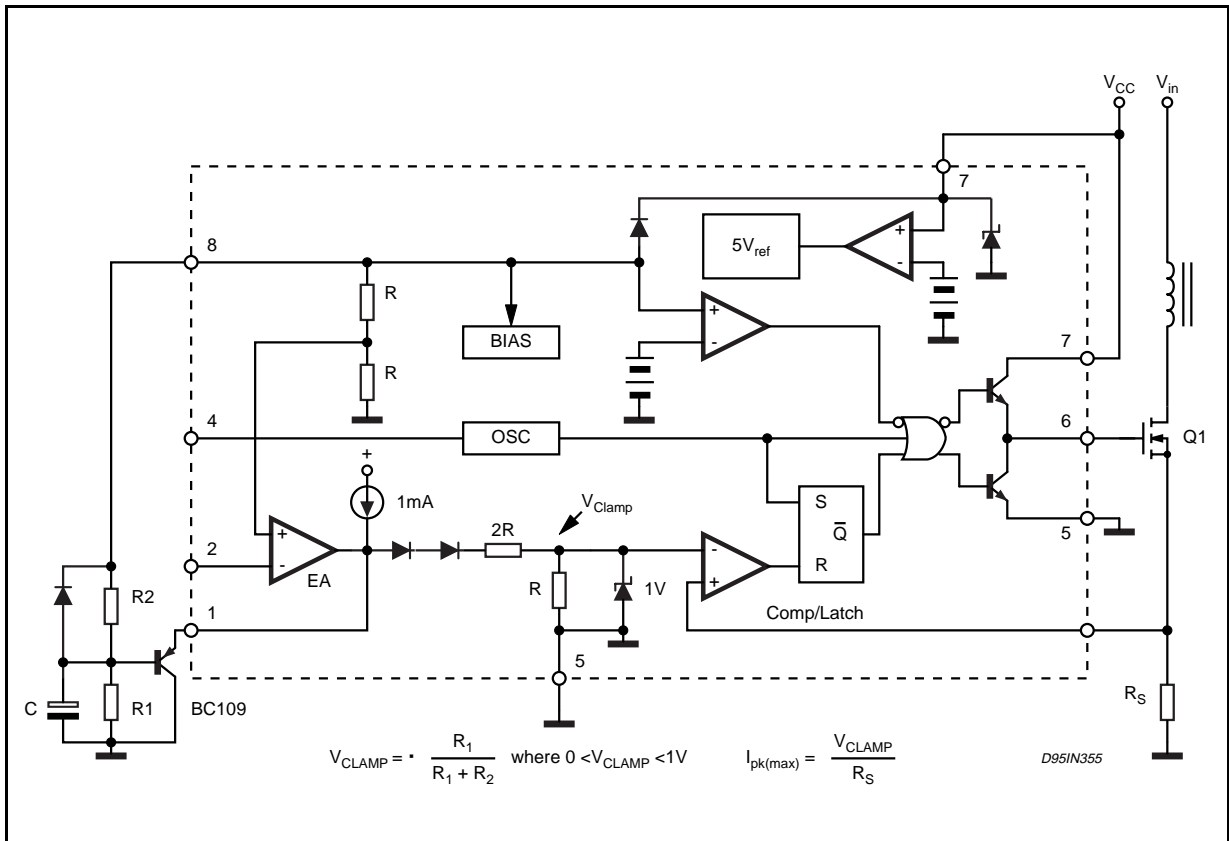 VCC Vin
7
8
5Vref
+
-
R
BIAS
+
-
R
7
4
OSC
6
Q1
+
1mA
VClamp
S
5
2
+
-
EA
2R
Q̅
R
-
+
R
1V
R2
1
Comp/Latch
5
C
R1
BC109
RS
VCLAMP = · R1 / R1 + R2 where 0 <VCLAMP <1V
Ipk(max) = VCLAMP / RS
D95IN355